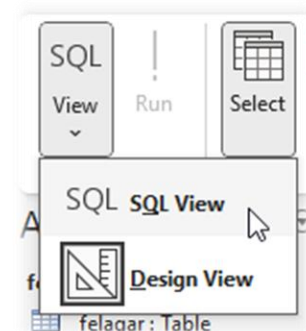 SQL
View
Run
Select
SQL SQL View
Design View
felagar : Table